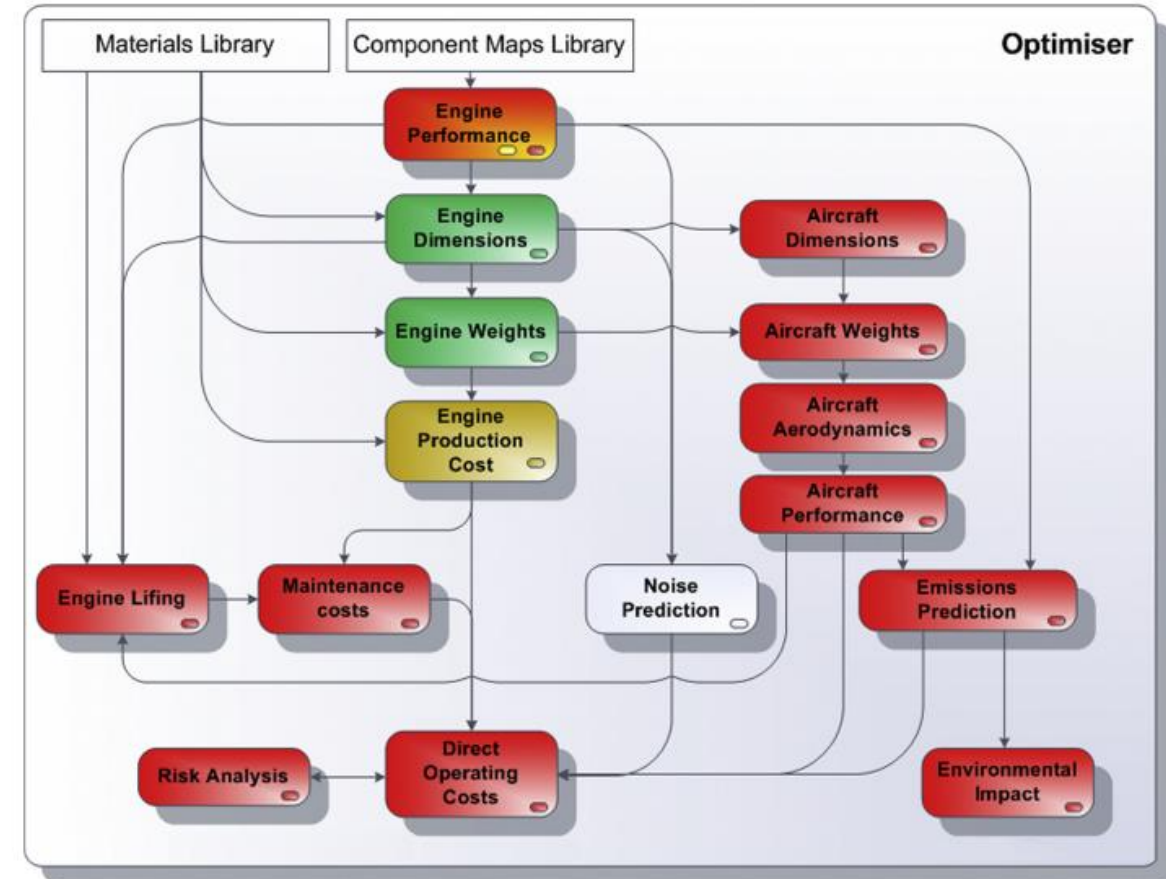 Materials Library
Component Maps Library
Optimiser
Engine
Performance
Engine
Dimensions
Aircraft
Dimensions
Engine Weights
Aircraft Weights
Engine
Production
Cost
Aircraft
Aerodynamics
Aircraft
Performance
Engine Lifing
Maintenance
costs
Noise
Prediction
Emissions
Prediction
Risk Analysis
Direct
Operating
Costs
Environmental
Impact